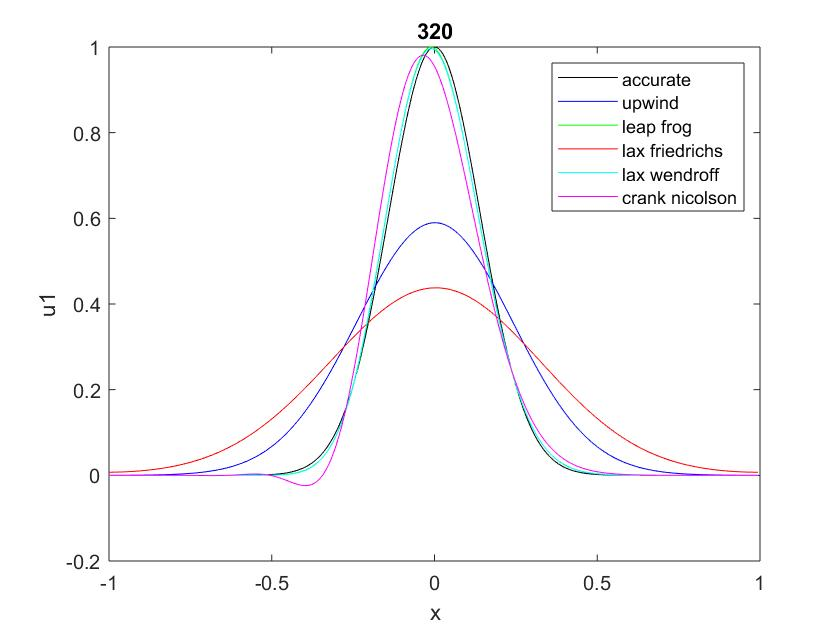 320
1
0.8
0.6
0.4
0.2
0
-0.2
u1
accurate
upwind
leap frog
lax friedrichs
lax wendroff
crank nicolson
-1 -0.5 0 0.5 1
x